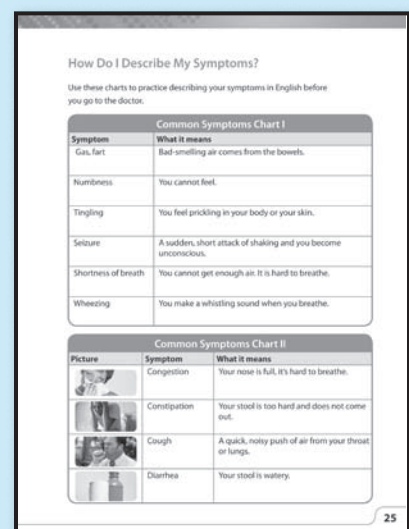 How Do I Describe My Symptoms?
Use these charts to practice describing your symptoms in English before
you go to the doctor.
Common Symptoms Chart I
Symptom What it means
Gas, fart Bad-smelling air comes from the bowels.
Numbness You cannot feel.
Tingling You feel prickling in your body or your skin.
Seizure A sudden, short attack of shaking and you become
unconscious.
Shortness of breath You cannot get enough air. It is hard to breathe.
Wheezing You make a whistling sound when you breathe.
Common Symptoms Chart II
Picture Symptom What it means
Congestion Your nose is full, it's hard to breathe.
Constipation Your stool is too hard and does not come
out.
Cough A quick, noisy push of air from your throat
or lungs.
Diarrhea Your stool is watery.
25